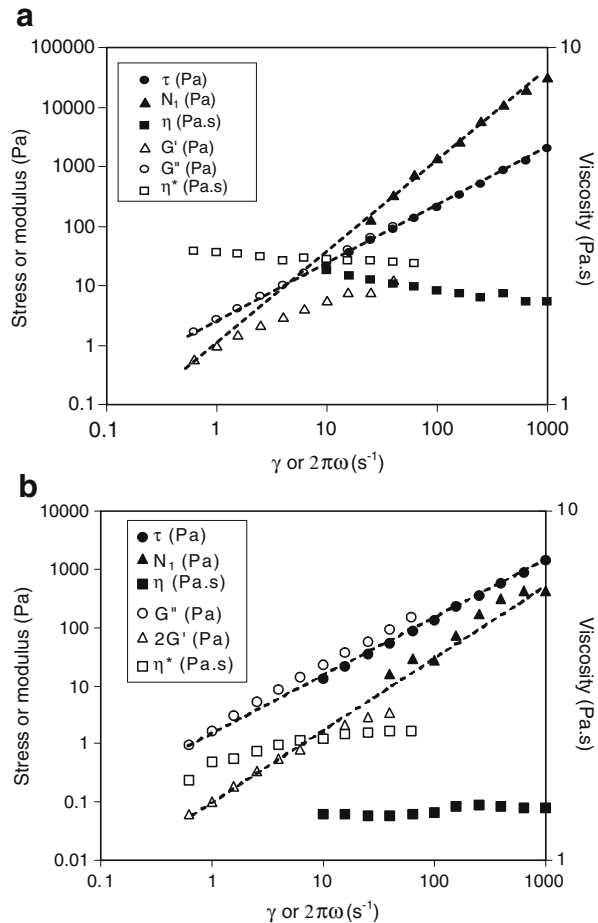 a
100000
10000
1000
100
10
1
0.1
Stress or modulus (Pa)
τ (Pa)
N₁ (Pa)
η (Pa.s)
G' (Pa)
G" (Pa)
η* (Pa.s)
10
1
Viscosity (Pa.s)
0.1 1 10 100 1000
γ or 2πω(s⁻¹)
b
10000
1000
100
10
1
0.1
0.01
Stress or modulus (Pa)
τ (Pa)
N₁ (Pa)
η (Pa.s)
G" (Pa)
2G' (Pa)
η* (Pa.s)
10
1
Viscosity (Pa.s)
0.1 1 10 100 1000
γ or 2πω(s⁻¹)